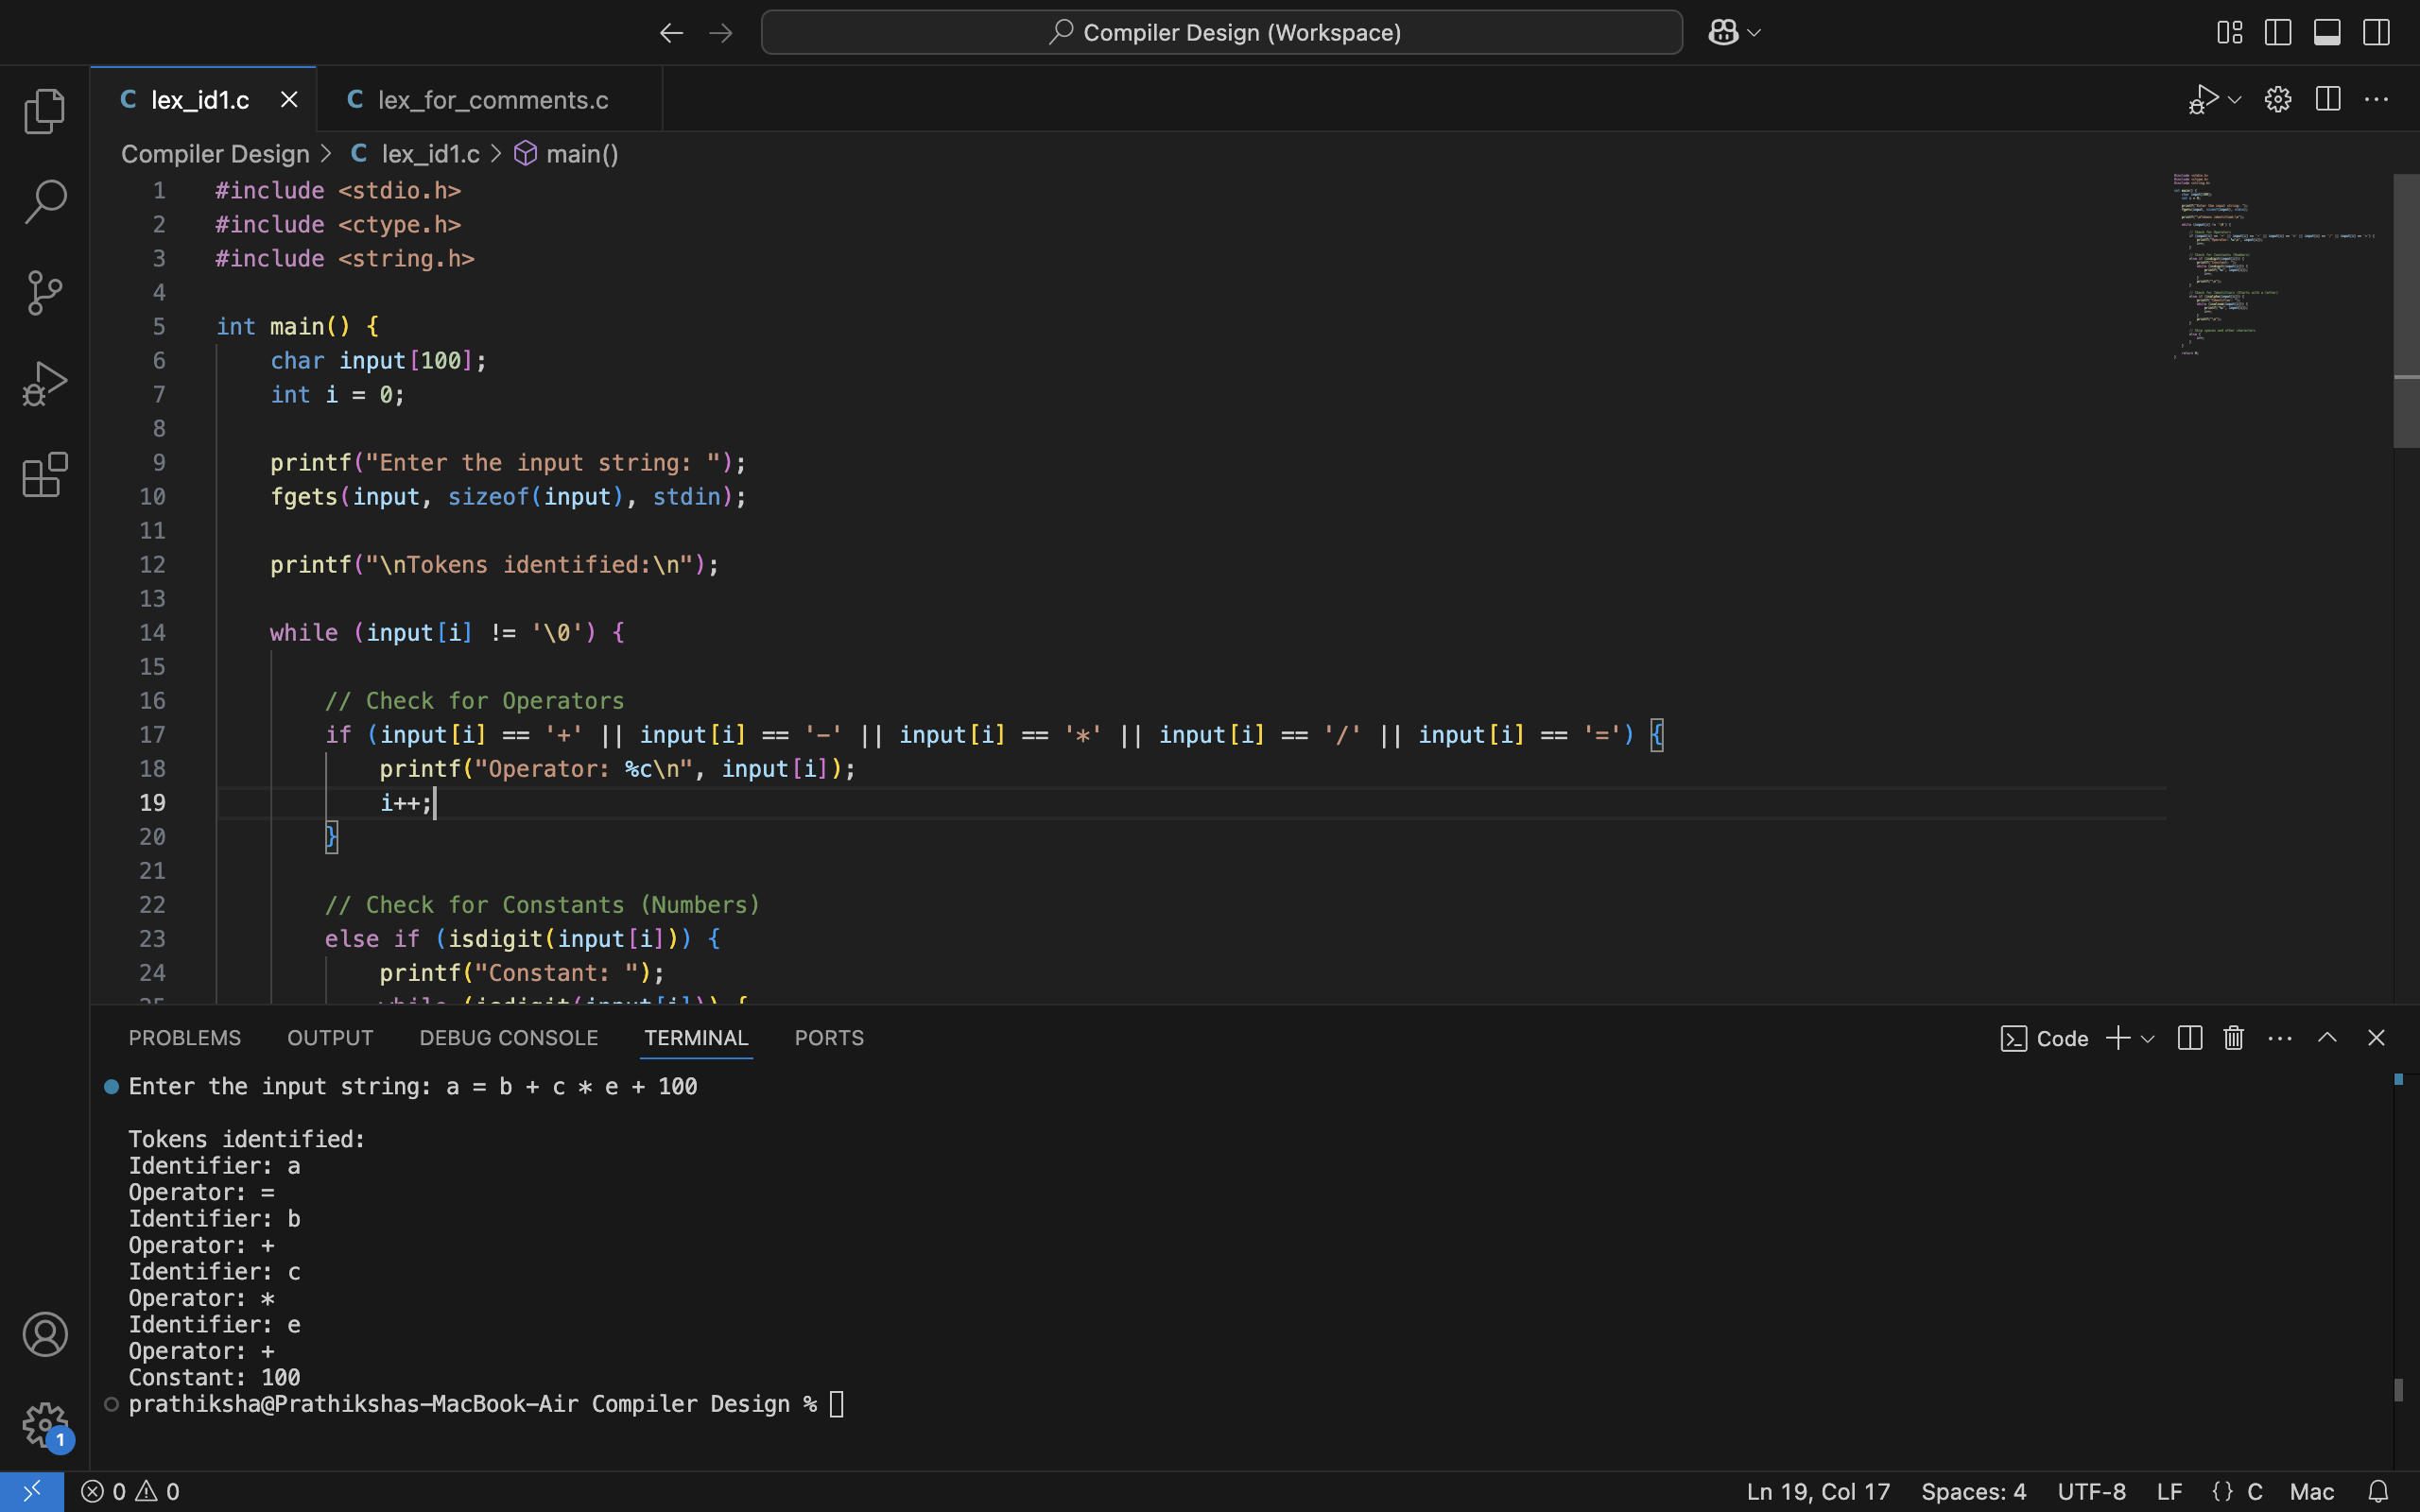 Compiler Design (Workspace)
C lex_id1.c
C lex_for_comments.c
Compiler Design > C lex_id1.c > main()
1 #include <stdio.h>
2 #include <ctype.h>
3 #include <string.h>
4
5 int main() {
6 char input[100];
7 int i = 0;
8
9 printf("Enter the input string: ");
10 fgets(input, sizeof(input), stdin);
11
12 printf("\nTokens identified:\n");
13
14 while (input[i] != '\0') {
15
16 // Check for Operators
17 if (input[i] == '+' || input[i] == '-' || input[i] == '*' || input[i] == '/' || input[i] == '=') {
18 printf("Operator: %c\n", input[i]);
19 i++;
20 }
21
22 // Check for Constants (Numbers)
23 else if (isdigit(input[i])) {
24 printf("Constant: ");
25 while (isdigit(input[i])) {
PROBLEMS OUTPUT DEBUG CONSOLE TERMINAL PORTS
Code
Enter the input string: a = b + c * e + 100
Tokens identified:
Identifier: a
Operator: =
Identifier: b
Operator: +
Identifier: c
Operator: *
Identifier: e
Operator: +
Constant: 100
prathiksha@Prathikshas-MacBook-Air Compiler Design %
1
0 0
Ln 19, Col 17 Spaces: 4 UTF-8 LF {} C Mac